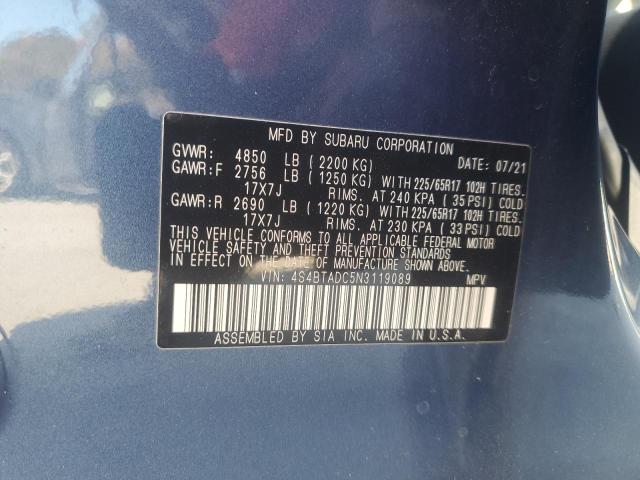 MFD BY SUBARU CORPORATION
GVWR: 4850 LB (2200 KG) DATE: 07/21
GAWR:F 2756 LB (1250 KG) WITH 225/65R17 102H TIRES.
17X7J RIMS. AT 240 KPA (35 PSI) COLD
GAWR:R 2690 LB (1220 KG) WITH 225/65R17 102H TIRES.
17X7J RIMS. AT 230 KPA (33 PSI) COLD
THIS VEHICLE CONFORMS TO ALL APPLICABLE FEDERAL MOTOR
VEHICLE SAFETY AND THEFT PREVENTION STANDARDS
IN EFFECT ON THE DATE OF MANUFACTURE SHOWN ABOVE.
VIN: 4S4BTADC5N3119089 MPV
ASSEMBLED BY SIA INC. MADE IN U.S.A.